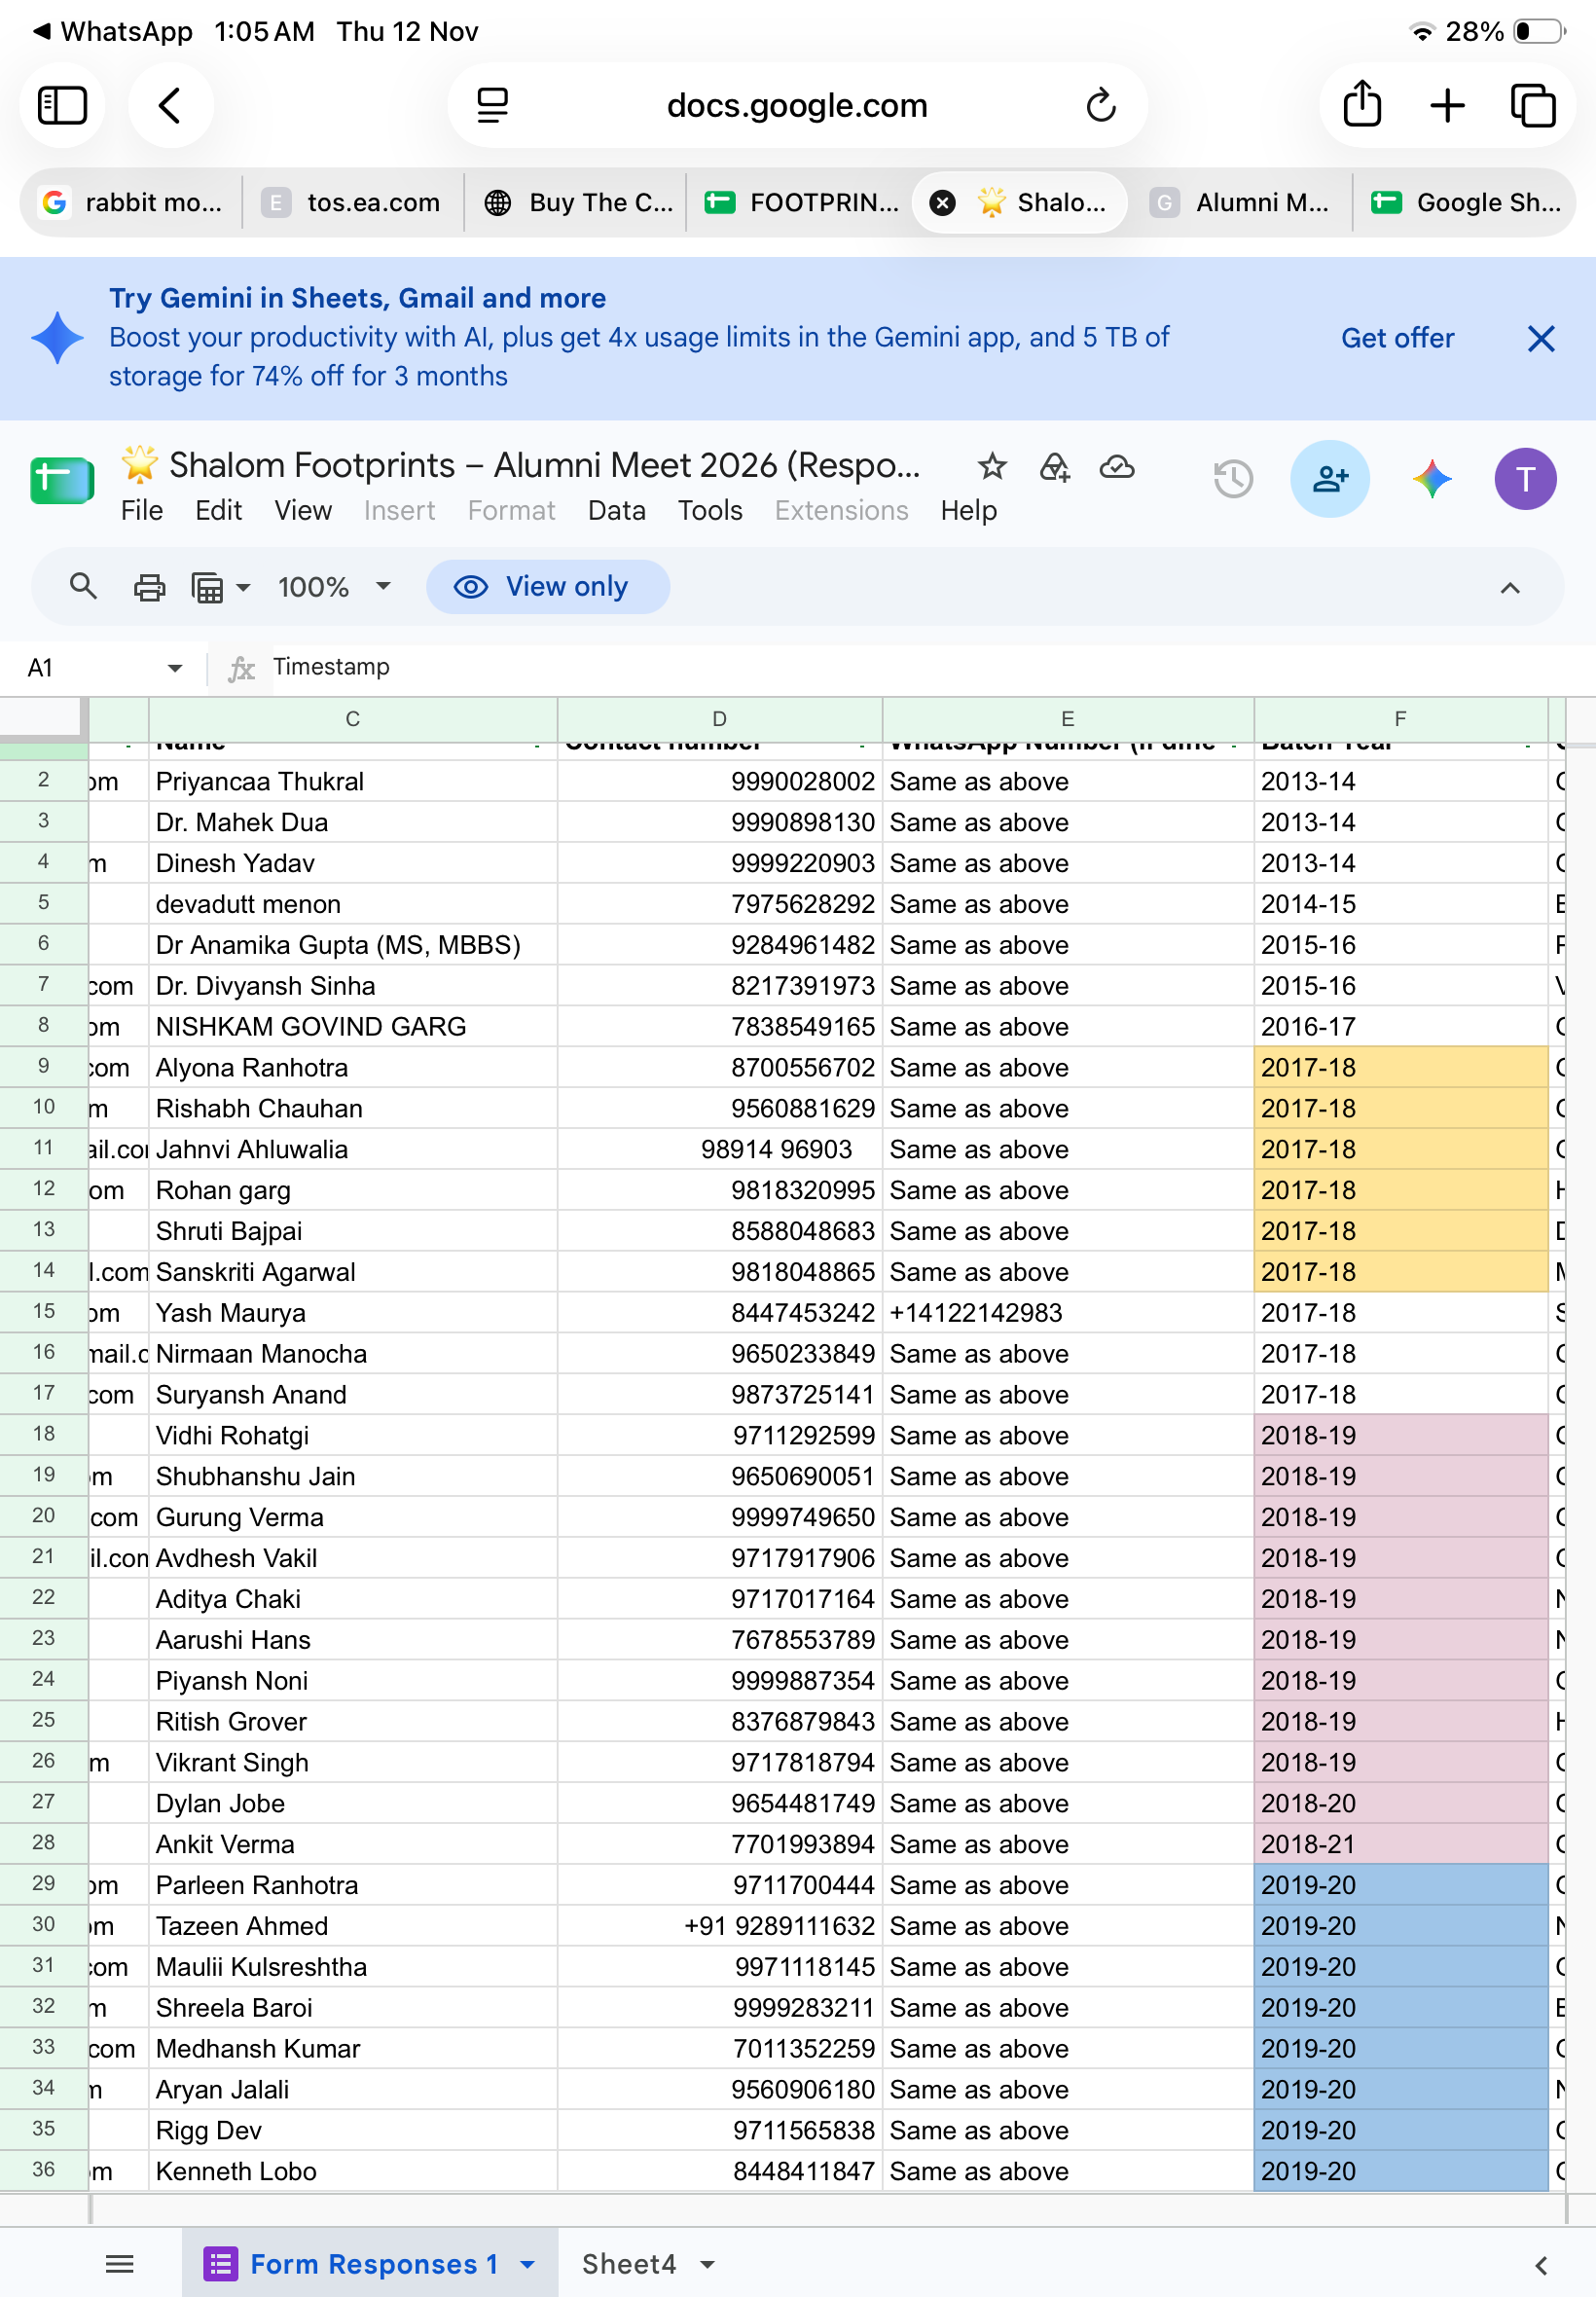 WhatsApp 1:05 AM Thu 12 Nov 28%
docs.google.com
rabbit mo... E tos.ea.com Buy The C... FOOTPRIN... Shalo... G Alumni M... Google Sh...
Try Gemini in Sheets, Gmail and more
Boost your productivity with AI, plus get 4x usage limits in the Gemini app, and 5 TB of
storage for 74% off for 3 months
Get offer
🌟 Shalom Footprints – Alumni Meet 2026 (Respo...
T
File Edit View Insert Format Data Tools Extensions Help
100% View only
A1 fx Timestamp
C D E F
Name Contact number WhatsApp Number (if diffe Batch Year
2 om Priyancaa Thukral 9990028002 Same as above 2013-14
3 Dr. Mahek Dua 9990898130 Same as above 2013-14
4 m Dinesh Yadav 9999220903 Same as above 2013-14
5 devadutt menon 7975628292 Same as above 2014-15
6 Dr Anamika Gupta (MS, MBBS) 9284961482 Same as above 2015-16
7 com Dr. Divyansh Sinha 8217391973 Same as above 2015-16
8 om NISHKAM GOVIND GARG 7838549165 Same as above 2016-17
9 com Alyona Ranhotra 8700556702 Same as above 2017-18
10 m Rishabh Chauhan 9560881629 Same as above 2017-18
11 ail.co Jahnvi Ahluwalia 98914 96903 Same as above 2017-18
12 om Rohan garg 9818320995 Same as above 2017-18
13 Shruti Bajpai 8588048683 Same as above 2017-18
14 l.com Sanskriti Agarwal 9818048865 Same as above 2017-18
15 om Yash Maurya 8447453242 +14122142983 2017-18
16 mail.c Nirmaan Manocha 9650233849 Same as above 2017-18
17 com Suryansh Anand 9873725141 Same as above 2017-18
18 Vidhi Rohatgi 9711292599 Same as above 2018-19
19 m Shubhanshu Jain 9650690051 Same as above 2018-19
20 com Gurung Verma 9999749650 Same as above 2018-19
21 il.com Avdhesh Vakil 9717917906 Same as above 2018-19
22 Aditya Chaki 9717017164 Same as above 2018-19
23 Aarushi Hans 7678553789 Same as above 2018-19
24 Piyansh Noni 9999887354 Same as above 2018-19
25 Ritish Grover 8376879843 Same as above 2018-19
26 m Vikrant Singh 9717818794 Same as above 2018-19
27 Dylan Jobe 9654481749 Same as above 2018-20
28 Ankit Verma 7701993894 Same as above 2018-21
29 om Parleen Ranhotra 9711700444 Same as above 2019-20
30 m Tazeen Ahmed +91 9289111632 Same as above 2019-20
31 com Maulii Kulsreshtha 9971118145 Same as above 2019-20
32 m Shreela Baroi 9999283211 Same as above 2019-20
33 com Medhansh Kumar 7011352259 Same as above 2019-20
34 m Aryan Jalali 9560906180 Same as above 2019-20
35 Rigg Dev 9711565838 Same as above 2019-20
36 m Kenneth Lobo 8448411847 Same as above 2019-20
Form Responses 1 Sheet4